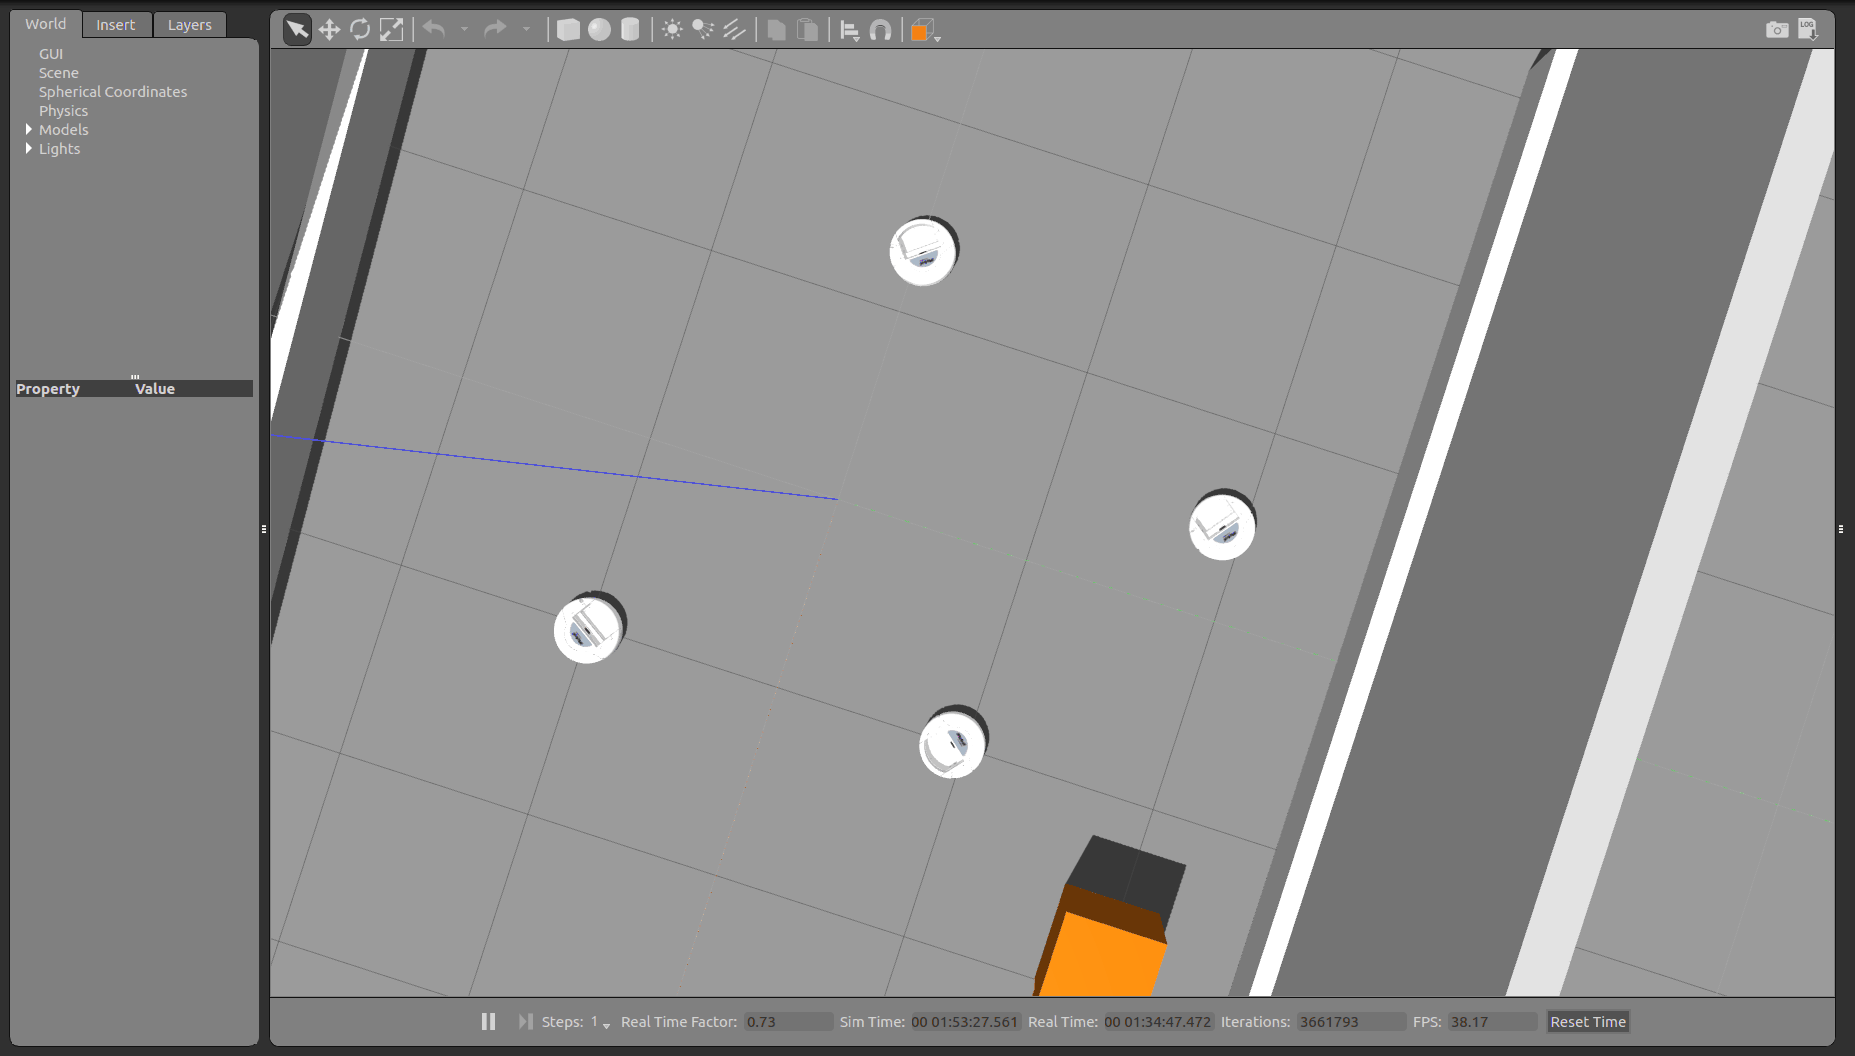 World Insert Layers
GUI
Scene
Spherical Coordinates
Physics
Models
Lights
Property Value
LOG
Steps: 1 Real Time Factor: 0.73 Sim Time: 00 01:53:27.561 Real Time: 00 01:34:47.472 Iterations: 3661793 FPS: 38.17 Reset Time